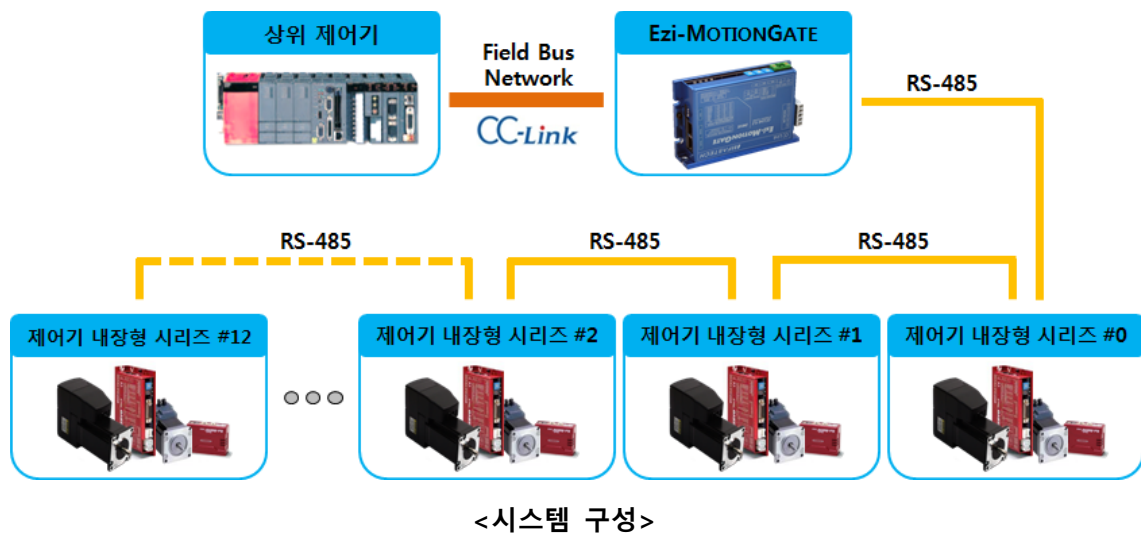 상위 제어기
Field Bus
Network
CC-Link
Ezi-MOTIONGATE
RS-485
RS-485
RS-485
RS-485
제어기 내장형 시리즈 #12
제어기 내장형 시리즈 #2
제어기 내장형 시리즈 #1
제어기 내장형 시리즈 #0
<시스템 구성>